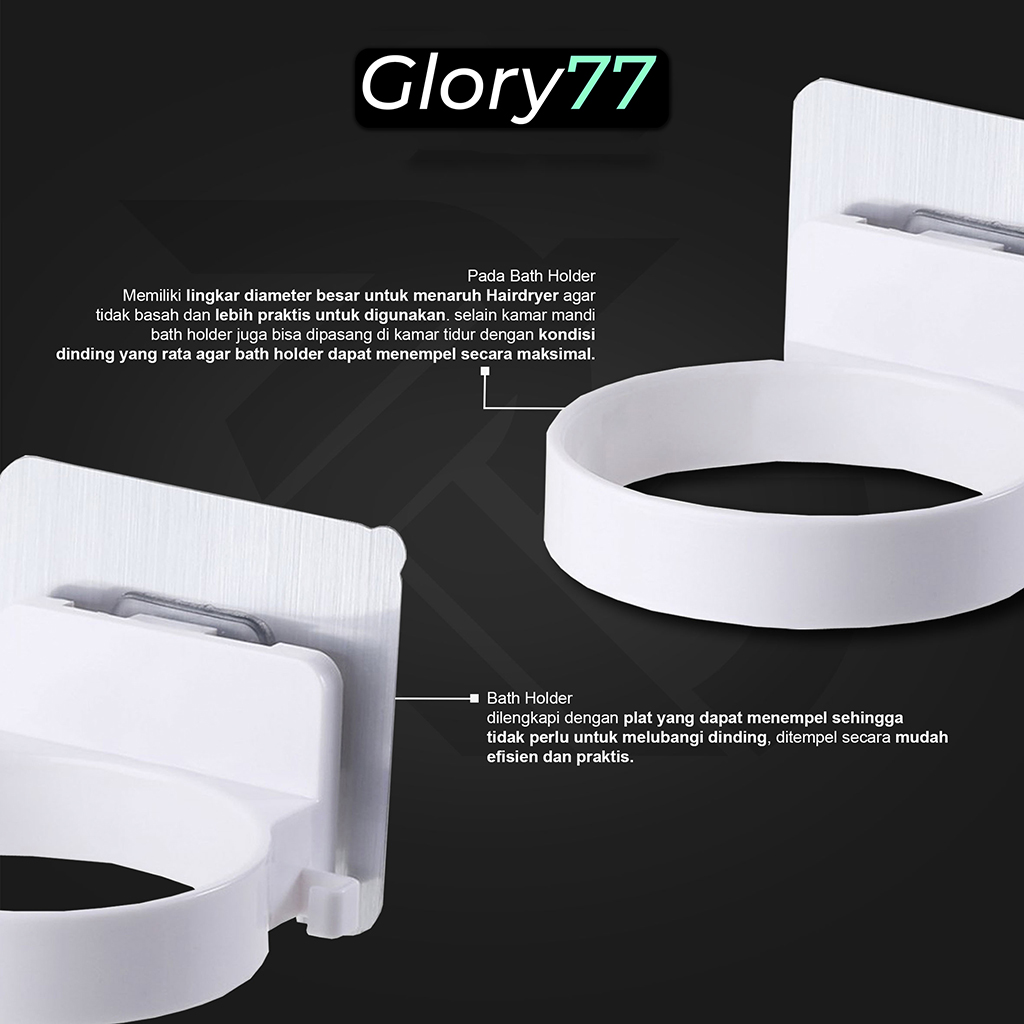 Glory77
Pada Bath Holder
Memiliki lingkar diameter besar untuk menaruh Hairdryer agar
tidak basah dan lebih praktis untuk digunakan. selain kamar mandi
bath holder juga bisa dipasang di kamar tidur dengan kondisi
dinding yang rata agar bath holder dapat menempel secara maksimal.
Bath Holder
dilengkapi dengan plat yang dapat menempel sehingga
tidak perlu untuk melubangi dinding, ditempel secara mudah
efisien dan praktis.